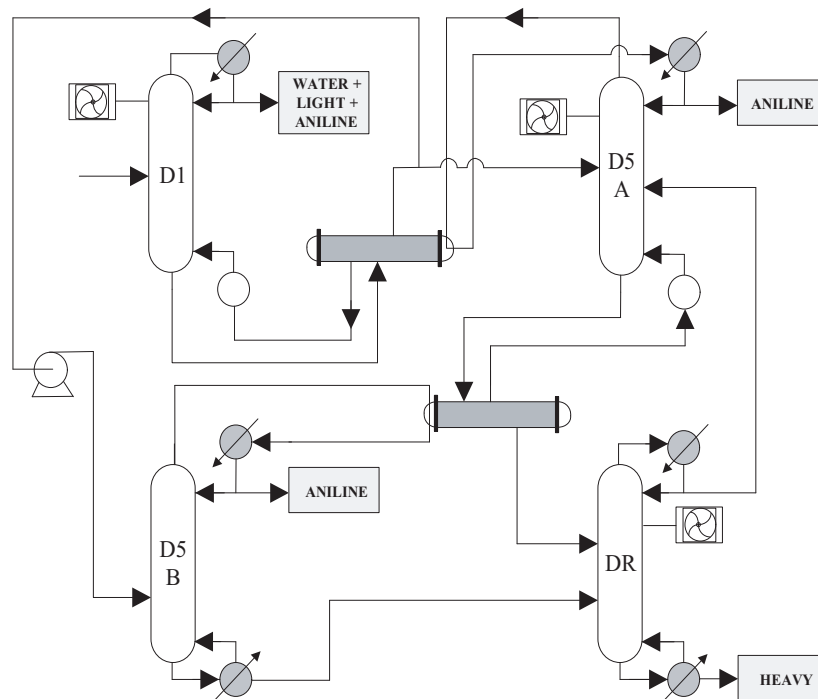 WATER +
LIGHT +
ANILINE
D1
D5
A
ANILINE
D5
B
ANILINE
DR
HEAVY